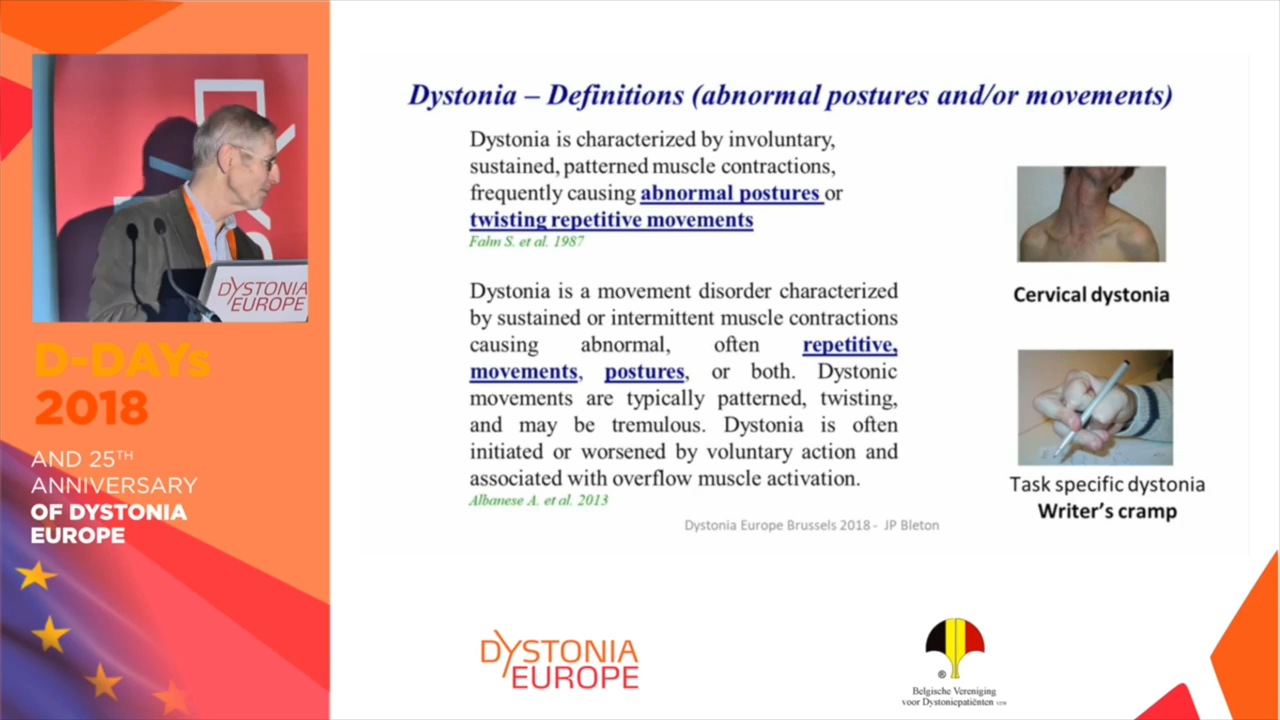 DYSTONIA
EUROPE
D-DAYs
2018
AND 25TH
ANNIVERSARY
OF DYSTONIA
EUROPE
Dystonia – Definitions (abnormal postures and/or movements)
Dystonia is characterized by involuntary,
sustained, patterned muscle contractions,
frequently causing abnormal postures or
twisting repetitive movements
Fahn S. et al. 1987
Dystonia is a movement disorder characterized
by sustained or intermittent muscle contractions
causing abnormal, often repetitive,
movements, postures, or both. Dystonic
movements are typically patterned, twisting,
and may be tremulous. Dystonia is often
initiated or worsened by voluntary action and
associated with overflow muscle activation.
Albanese A. et al. 2013
Cervical dystonia
Task specific dystonia
Writer's cramp
Dystonia Europe Brussels 2018 - JP Bleton
DYSTONIA
EUROPE
®
Belgische Vereniging
voor Dystoniepatiënten vzw